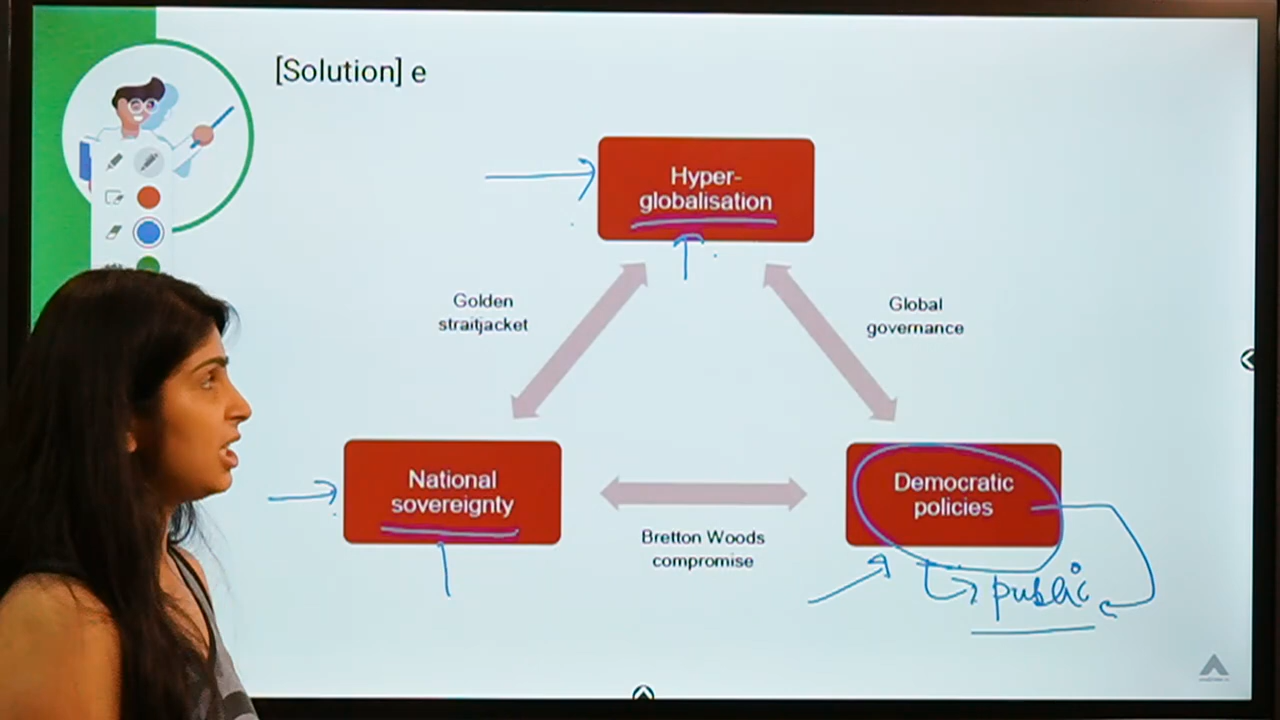 [Solution] e
Hyper-
globalisation
Golden
straitjacket
Global
governance
National
sovereignty
Democratic
policies
Bretton Woods
compromise
public